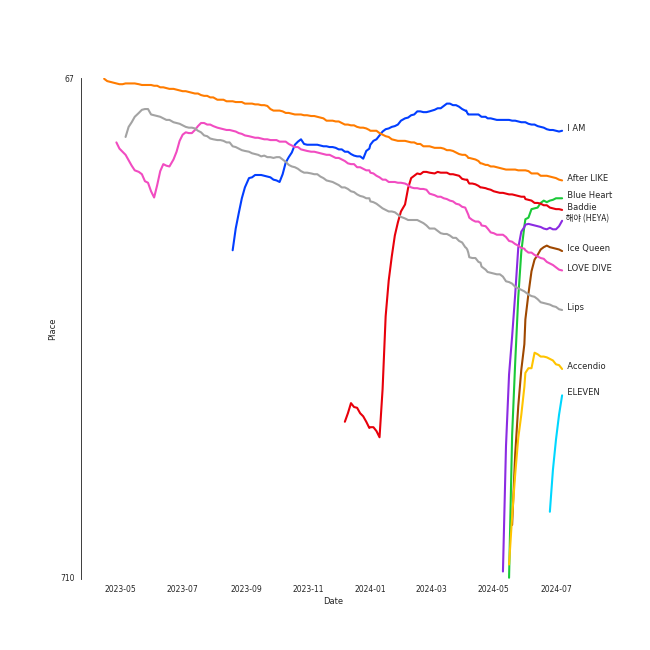 67
I AM
After LIKE
Blue Heart
Baddie
해야 (HEYA)
Ice Queen
LOVE DIVE
Lips
Place
Accendio
ELEVEN
710
2023-05 2023-07 2023-09 2023-11 2024-01 2024-03 2024-05 2024-07
Date